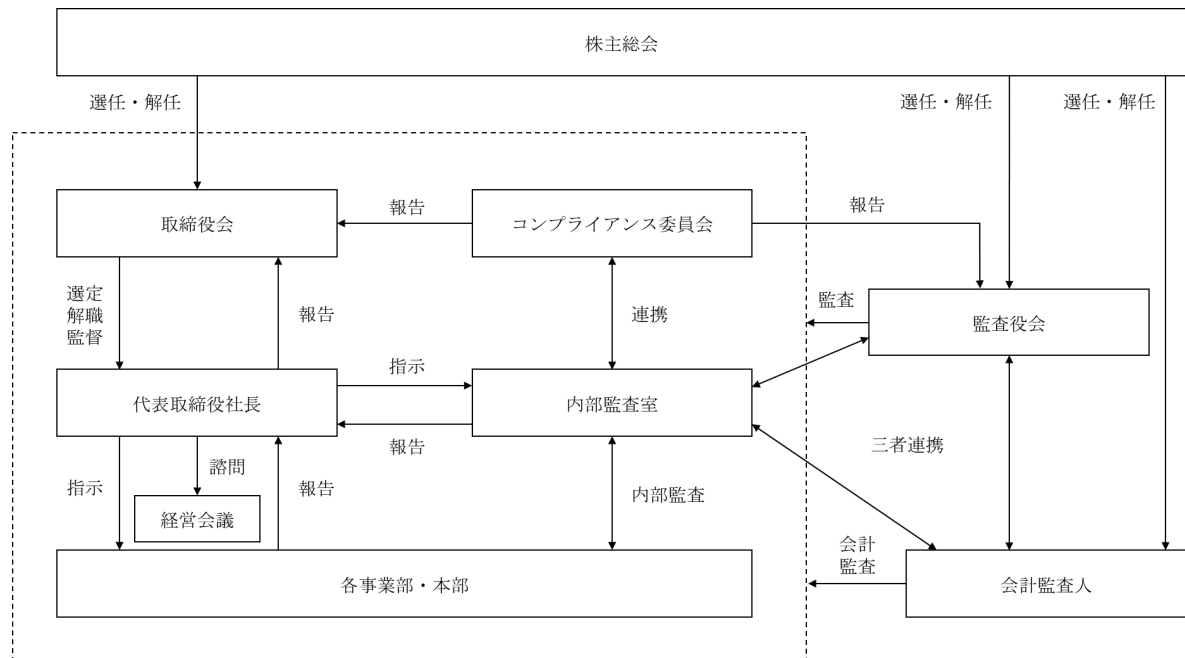 株主総会
選任・解任
選任・解任
選任・解任
取締役会
報告
コンプライアンス委員会
報告
選定
解職
監督
報告
連携
監査
監査役会
代表取締役社長
指示
報告
内部監査室
三者連携
指示
諮問
経営会議
報告
内部監査
会計
監査
各事業部・本部
会計監査人